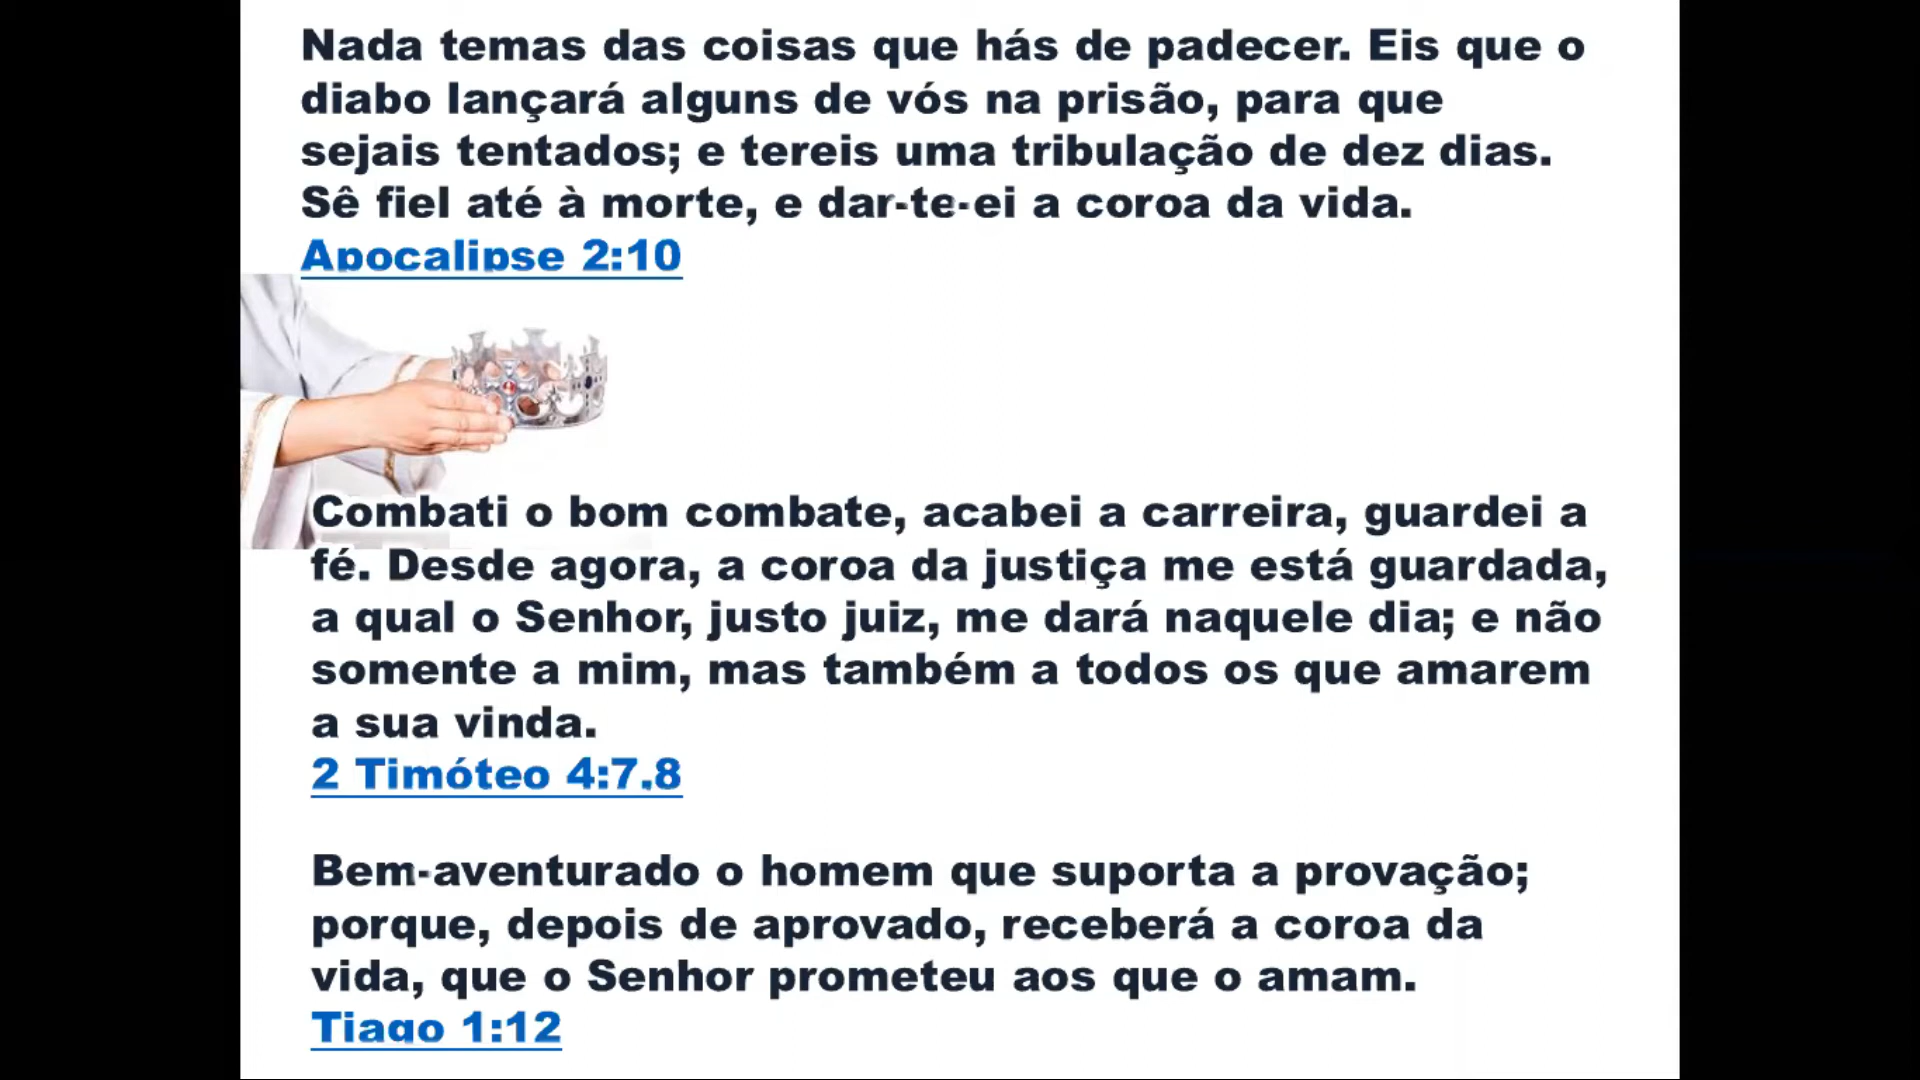 Nada temas das coisas que hás de padecer. Eis que o
diabo lançará alguns de vós na prisão, para que
sejais tentados; e tereis uma tribulação de dez dias.
Sê fiel até à morte, e dar-te-ei a coroa da vida.
Apocalipse 2:10
Combati o bom combate, acabei a carreira, guardei a
fé. Desde agora, a coroa da justiça me está guardada,
a qual o Senhor, justo juiz, me dará naquele dia; e não
somente a mim, mas também a todos os que amarem
a sua vinda.
2 Timóteo 4:7,8
Bem-aventurado o homem que suporta a provação;
porque, depois de aprovado, receberá a coroa da
vida, que o Senhor prometeu aos que o amam.
Tiago 1:12